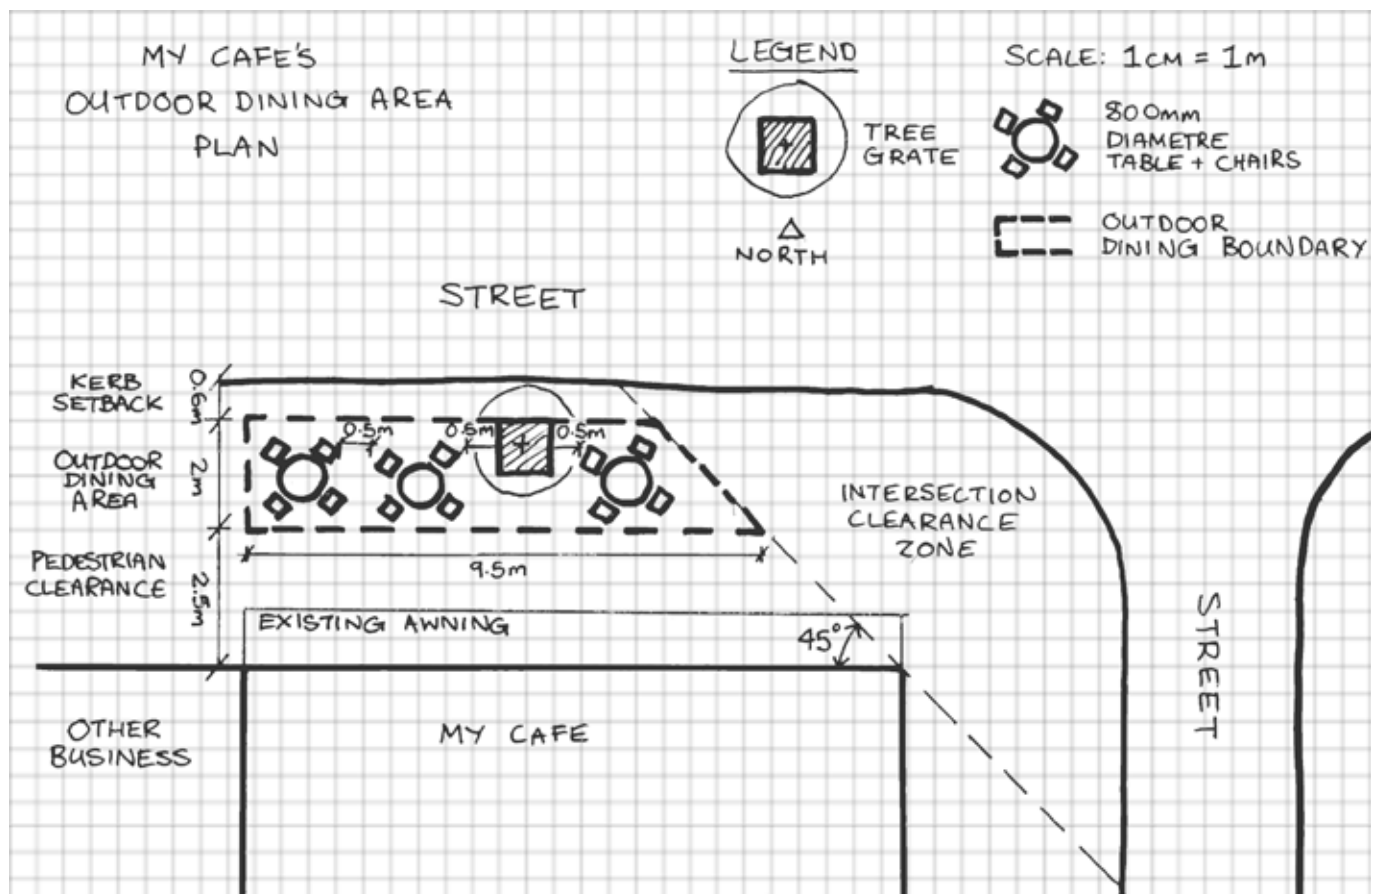 MY CAFE'S
OUTDOOR DINING AREA
PLAN
LEGEND
TREE
GRATE
NORTH
SCALE: 1CM = 1M
800mm
DIAMETRE
TABLE + CHAIRS
OUTDOOR
DINING BOUNDARY
STREET
KERB
SETBACK
0.6m
OUTDOOR
DINING
AREA
2m
0.5m
0.5m
0.5m
9.5m
PEDESTRIAN
CLEARANCE
2.5m
INTERSECTION
CLEARANCE
ZONE
EXISTING AWNING
45°
STREET
OTHER
BUSINESS
MY CAFE